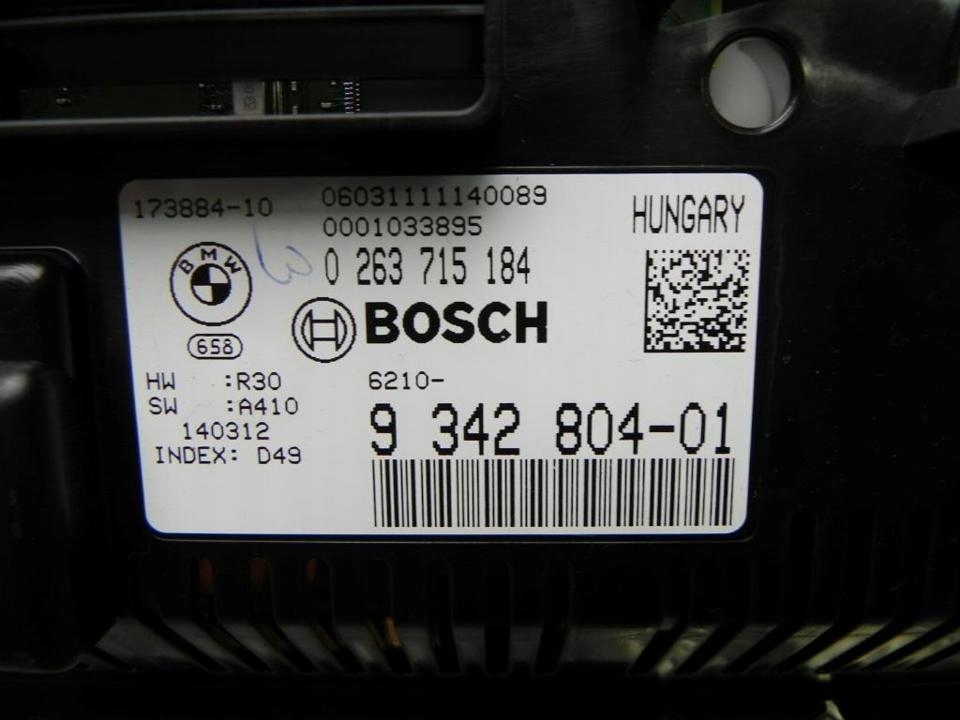 173884-10
06031111140089
0001033895
HUNGARY
0 263 715 184
BMW
BOSCH
658
HW :R30
6210-
SW :A410
9 342 804-01
140312
INDEX: D49